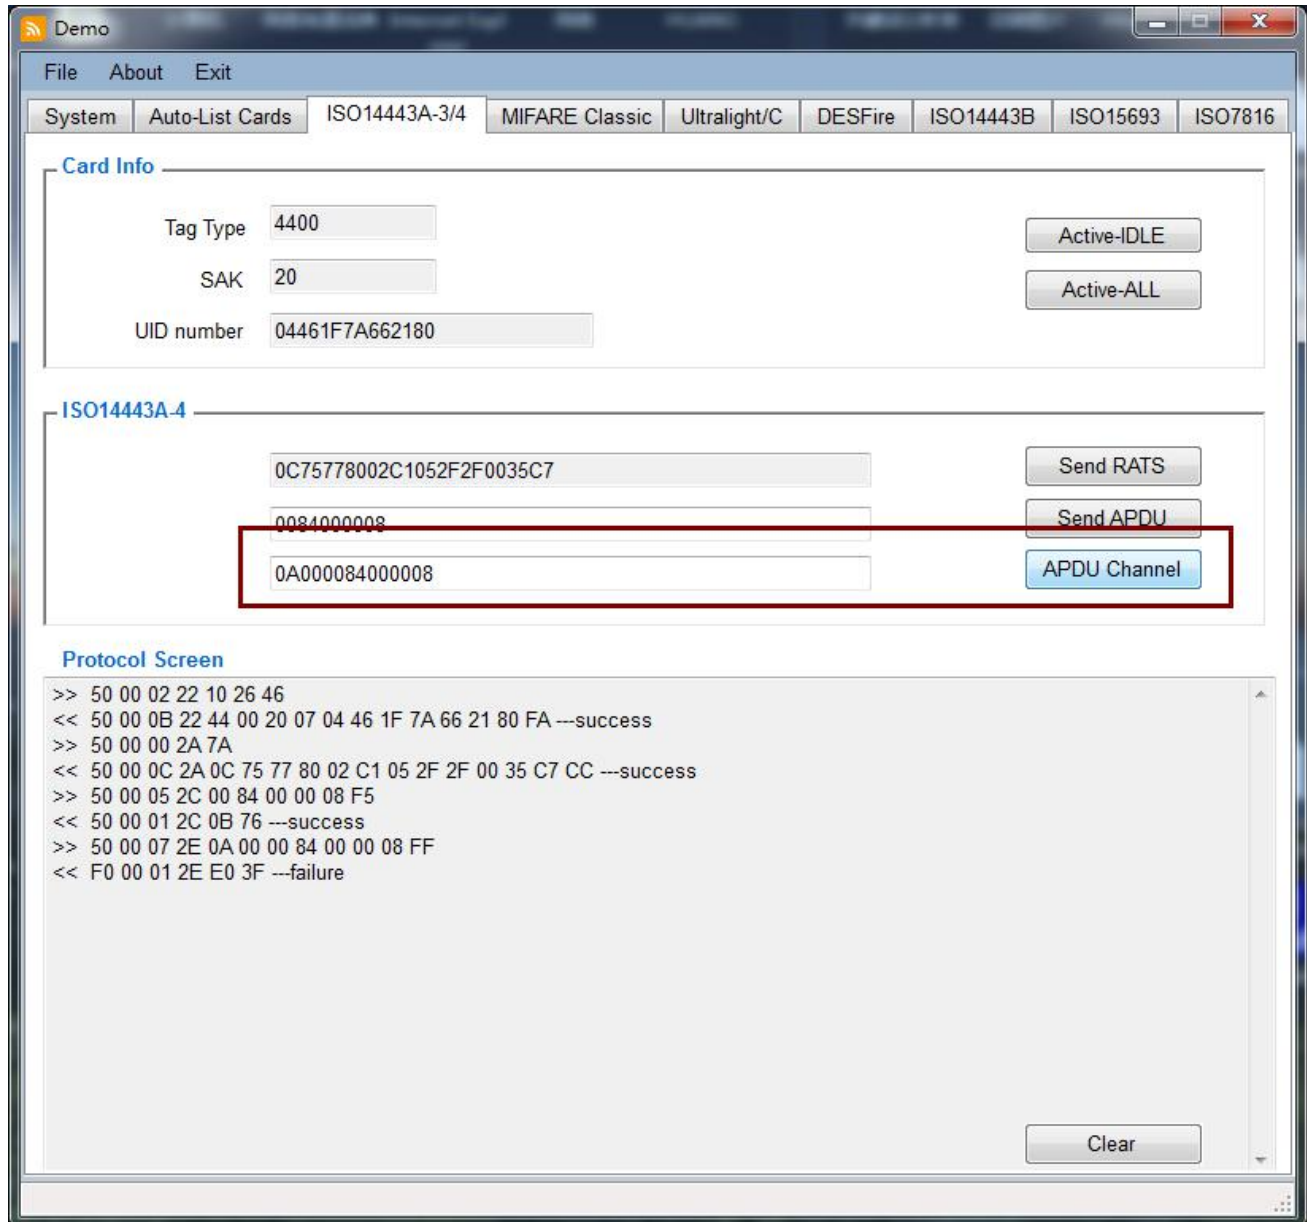 Demo
File About Exit
System Auto-List Cards ISO14443A-3/4 MIFARE Classic Ultralight/C DESFire ISO14443B ISO15693 ISO7816
Card Info
Tag Type 4400
Active-IDLE
SAK 20
Active-ALL
UID number 04461F7A662180
ISO14443A-4
0C75778002C1052F2F0035C7 Send RATS
0084000008 Send APDU
0A000084000008 APDU Channel
Protocol Screen
>> 50 00 02 22 10 26 46
<< 50 00 0B 22 44 00 20 07 04 46 1F 7A 66 21 80 FA ---success
>> 50 00 00 2A 7A
<< 50 00 0C 2A 0C 75 77 80 02 C1 05 2F 2F 00 35 C7 CC ---success
>> 50 00 05 2C 00 84 00 00 08 F5
<< 50 00 01 2C 0B 76 ---success
>> 50 00 07 2E 0A 00 00 84 00 00 08 FF
<< F0 00 01 2E E0 3F ---failure
Clear